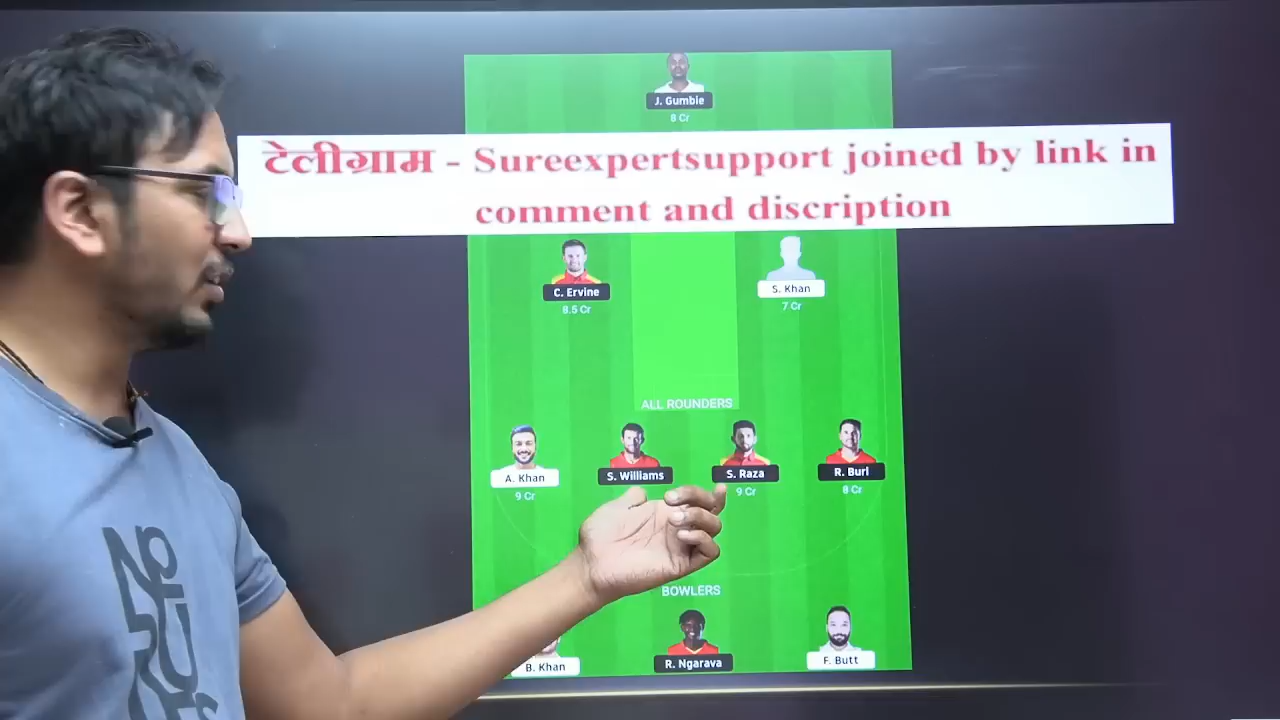 J. Gumbie
8 Cr
टेलीग्राम - Sureexpertsupport joined by link in
comment and discription
C. Ervine
S. Khan
8.5 Cr
7 Cr
ALL ROUNDERS
A. Khan
S. Williams
S. Raza
R. Burl
9 Cr
9 Cr
8 Cr
BOWLERS
B. Khan
R. Ngarava
F. Butt
NO